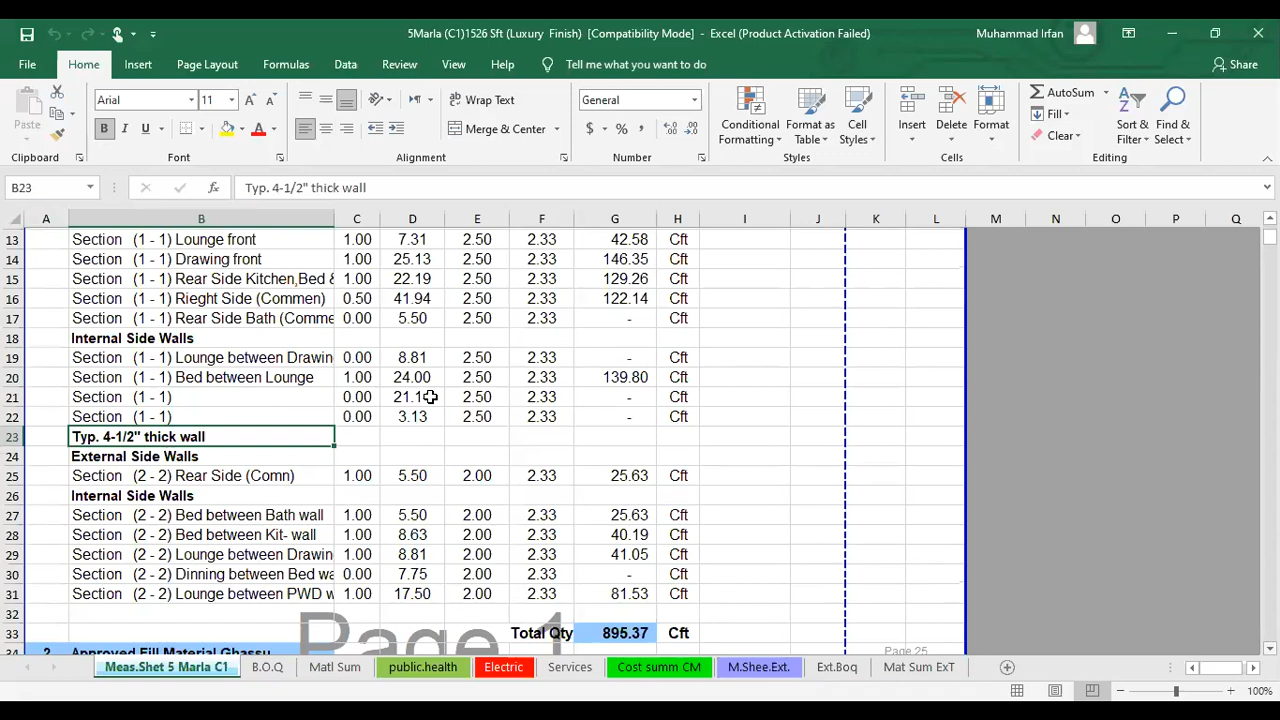 5Marla (C1)1526 Sft (Luxury Finish) [Compatibility Mode] - Excel (Product Activation Failed)
Muhammad Irfan
File Home Insert Page Layout Formulas Data Review View Help Tell me what you want to do Share
Paste
Arial 11
B I U
Wrap Text
Merge & Center
General
$ % ,
Conditional Formatting
Format as Table
Cell Styles
Insert Delete Format
AutoSum
Fill
Clear
Sort & Filter
Find & Select
Clipboard Font Alignment Number Styles Cells Editing
B23 fx Typ. 4-1/2" thick wall
A B C D E F G H I J K L M N O P Q
13 Section (1 - 1) Lounge front 1.00 7.31 2.50 2.33 42.58 Cft
14 Section (1 - 1) Drawing front 1.00 25.13 2.50 2.33 146.35 Cft
15 Section (1 - 1) Rear Side Kitchen,Bed & 1.00 22.19 2.50 2.33 129.26 Cft
16 Section (1 - 1) Rieght Side (Commen) 0.50 41.94 2.50 2.33 122.14 Cft
17 Section (1 - 1) Rear Side Bath (Comme 0.00 5.50 2.50 2.33 - Cft
18 Internal Side Walls
19 Section (1 - 1) Lounge between Drawin 0.00 8.81 2.50 2.33 - Cft
20 Section (1 - 1) Bed between Lounge 1.00 24.00 2.50 2.33 139.80 Cft
21 Section (1 - 1) 0.00 2.50 2.33 - Cft
22 Section (1 - 1) 0.00 3.13 2.50 2.33 - Cft
23 Typ. 4-1/2" thick wall
24 External Side Walls
25 Section (2 - 2) Rear Side (Comn) 1.00 5.50 2.00 2.33 25.63 Cft
26 Internal Side Walls
27 Section (2 - 2) Bed between Bath wall 1.00 5.50 2.00 2.33 25.63 Cft
28 Section (2 - 2) Bed between Kit- wall 1.00 8.63 2.00 2.33 40.19 Cft
29 Section (2 - 2) Lounge between Drawin 1.00 8.81 2.00 2.33 41.05 Cft
30 Section (2 - 2) Dinning between Bed wa 0.00 7.75 2.00 2.33 - Cft
31 Section (2 - 2) Lounge between PWD w 1.00 17.50 2.00 2.33 81.53 Cft
32
Page 1
33 Total Qty 895.37 Cft
34 2 Approved Fill Material Ghassu
Page 25
Meas.Shet 5 Marla C1 B.O.Q Matl Sum public.health Electric Services Cost summ CM M.Shee.Ext. Ext.Boq Mat Sum ExT
100%